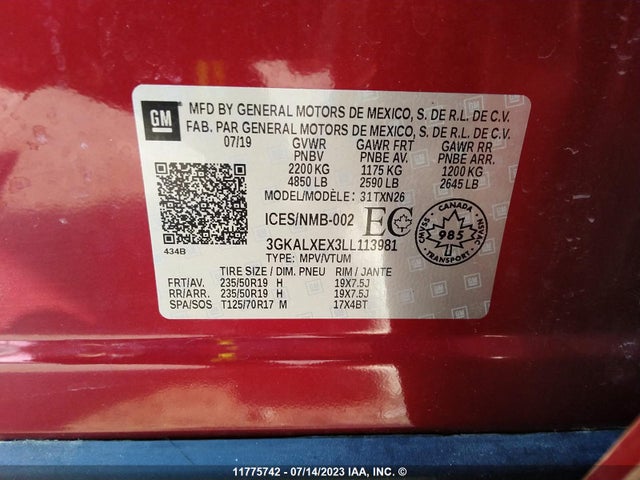 GM
MFD BY GENERAL MOTORS DE MEXICO, S. DE R.L. DE C.V.
FAB. PAR GENERAL MOTORS DE MEXICO, S. DE R.L. DE C.V.
07/19 GVWR GAWR FRT GAWR RR
PNBV PNBE AV. PNBE ARR.
2200 KG 1175 KG 1200 KG
4850 LB 2590 LB 2645 LB
MODEL/MODÈLE: 31TXN26
ICES/NMB-002 EC
CANADA
985
CMVSS NSVAC
434B
3GKALXEX3LL113981
TYPE: MPV/VTUM
TIRE SIZE / DIM. PNEU RIM / JANTE
FRT/AV. 235/50R19 H 19X7.5J
RR/ARR. 235/50R19 H 19X7.5J
SPA/SOS T125/70R17 M 17X4BT
11775742 - 07/14/2023 IAA, INC. ©